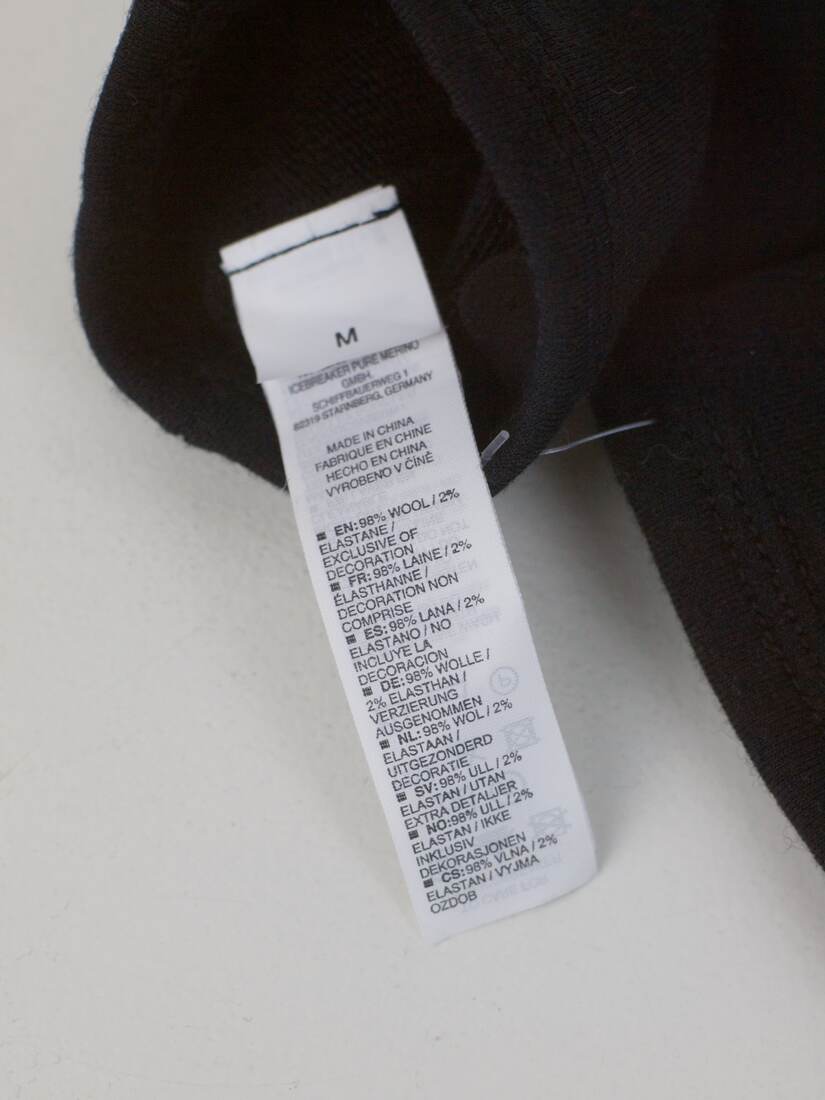 M
ICEBREAKER PURE MERINO
GMBH.
SCHIFFBAUERWEG 1
82319 STARNBERG, GERMANY
MADE IN CHINA
FABRIQUE EN CHINE
HECHO EN CHINA
VYROBENO V ČÍNĚ
EN: 98% WOOL / 2%
ELASTANE /
EXCLUSIVE OF
DECORATION
FR: 98% LAINE / 2%
ÉLASTHANNE /
DECORATION NON
COMPRISE
ES: 98% LANA / 2%
ELASTANO / NO
INCLUYE LA
DECORACION
DE: 98% WOLLE /
2% ELASTHAN /
VERZIERUNG
AUSGENOMMEN
NL: 98% WOL / 2%
ELASTAAN /
UITGEZONDERD
DECORATIE
SV: 98% ULL / 2%
ELASTAN / UTAN
EXTRA DETALJER
NO: 98% ULL / 2%
ELASTAN / IKKE
INKLUSIV
DEKORASJONEN
CS: 98% VLNA / 2%
ELASTAN / VYJMA
OZDOB